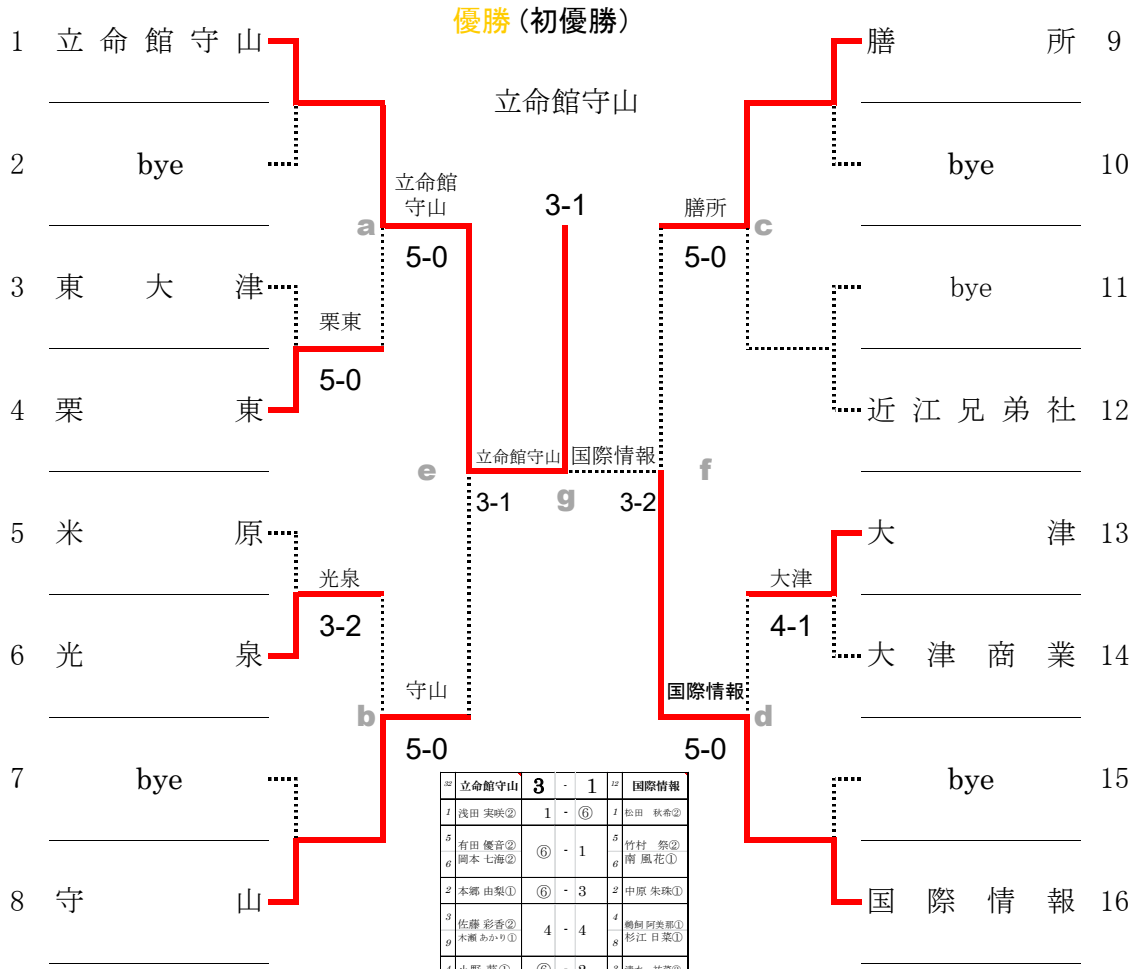 優勝 (初優勝)
立命館守山
1 立命館守山
2 bye
3 東大津
4 栗東
5 米原
6 光泉
7 bye
8 守山
立命館
守山
a
5-0
栗東
5-0
光泉
3-2
守山
b
5-0
e
立命館守山
3-1
3-1
g
国際情報
3-2
f
膳所
c
5-0
大津
4-1
国際情報
d
5-0
膳所 9
bye 10
bye 11
近江兄弟社 12
大津 13
大津商業 14
bye 15
国際情報 16
32 立命館守山 3 - 1 12 国際情報
1 浅田 実咲② 1 - ⑥ 1 松田 秋希②
5 有田 優音② ⑥ - 1 5 竹村 祭②
6 岡本 七海② 6 南 風花①
2 本郷 由梨① ⑥ - 3 2 中原 朱珠①
3 佐藤 彩香② 4 - 4 4 鵜飼 阿美那①
9 木瀬 あかり① 8 杉江 日菜①